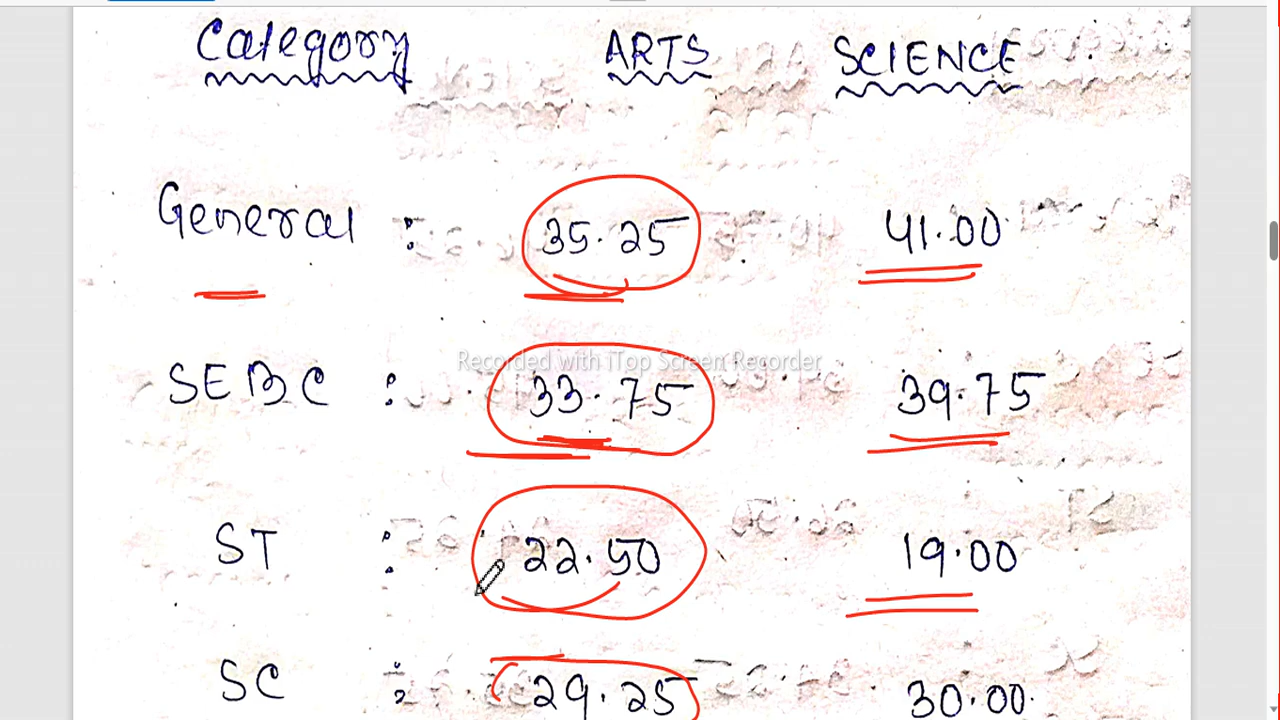 Category ARTS SCIENCE
General : 35.25 41.00
Recorded with iTop Screen Recorder
SEBC : 33.75 39.75
ST : 22.50 19.00
SC : 29.25 30.00